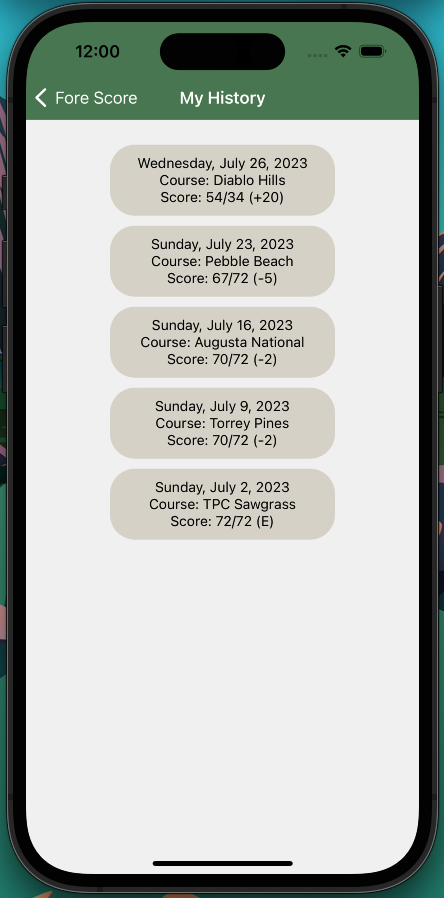 12:00
Fore Score
My History
Wednesday, July 26, 2023
Course: Diablo Hills
Score: 54/34 (+20)
Sunday, July 23, 2023
Course: Pebble Beach
Score: 67/72 (-5)
Sunday, July 16, 2023
Course: Augusta National
Score: 70/72 (-2)
Sunday, July 9, 2023
Course: Torrey Pines
Score: 70/72 (-2)
Sunday, July 2, 2023
Course: TPC Sawgrass
Score: 72/72 (E)